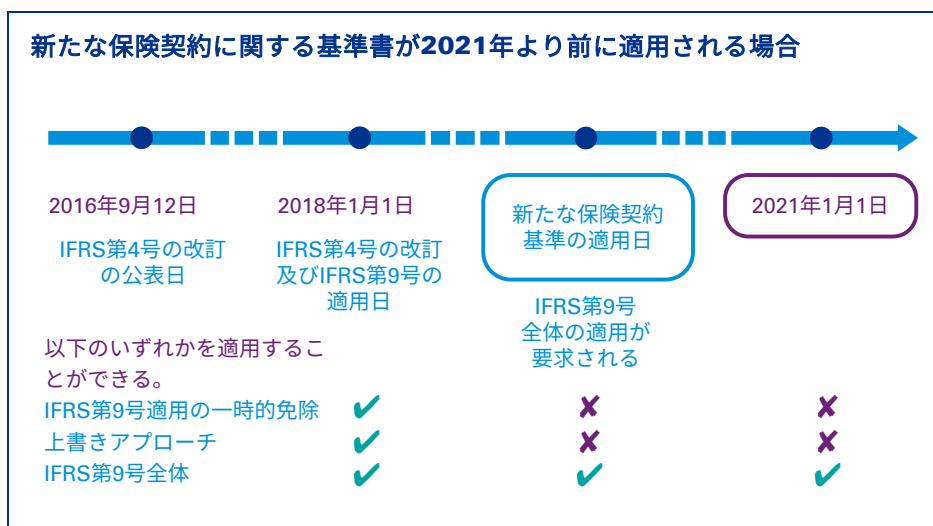 新たな保険契約に関する基準書が2021年より前に適用される場合
2016年9月12日
IFRS第4号の改訂
の公表日
2018年1月1日
IFRS第4号の改訂
及びIFRS第9号の
適用日
新たな保険契約
基準の適用日
IFRS第9号
全体の適用が
要求される
2021年1月1日
以下のいずれかを適用するこ
とができる。
IFRS第9号適用の一時的免除 ✔ ✘ ✘
上書きアプローチ ✔ ✘ ✘
IFRS第9号全体 ✔ ✔ ✔